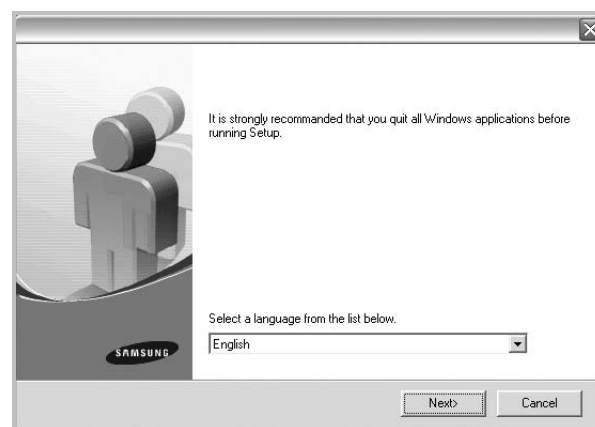 It is strongly recommanded that you quit all Windows applications before
running Setup.
Select a language from the list below.
English
SAMSUNG
Next>
Cancel